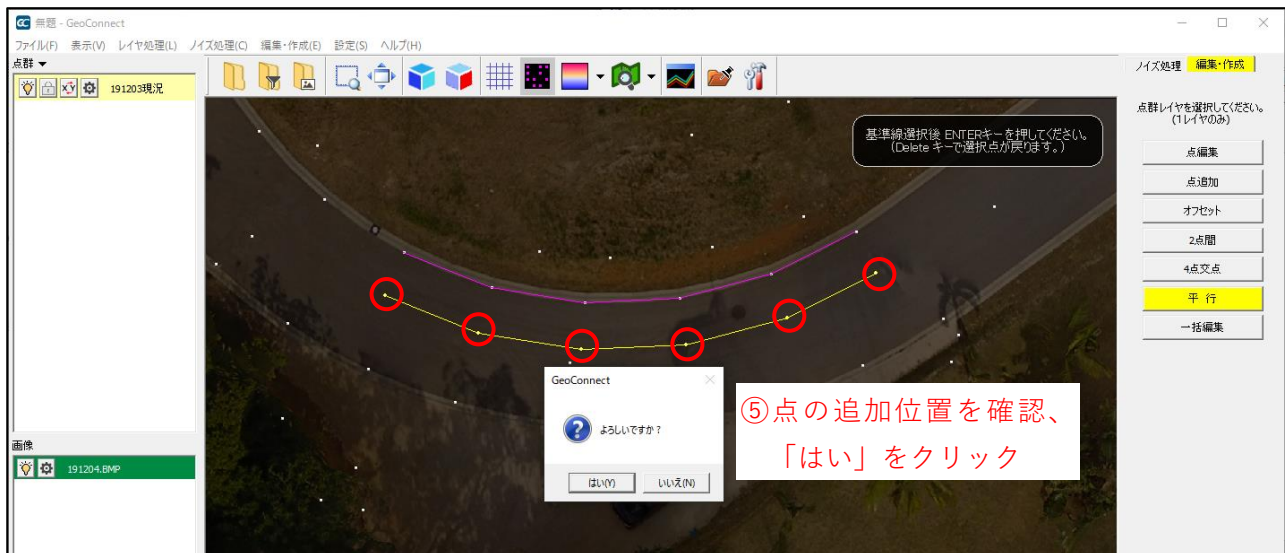 無題 - GeoConnect
ファイル(F) 表示(V) レイヤ処理(L) ノイズ処理(C) 編集・作成(E) 設定(S) ヘルプ(H)
点群
191203現況
ノイズ処理 編集・作成
点群レイヤを選択してください。
(1レイヤのみ)
点編集
点追加
オフセット
2点間
4点交点
平 行
一括編集
基準線選択後 ENTERキーを押してください。
(Delete キーで選択点が戻ります。)
GeoConnect
よろしいですか？
はい(Y) いいえ(N)
⑤点の追加位置を確認、
「はい」をクリック
画像
191204.BMP